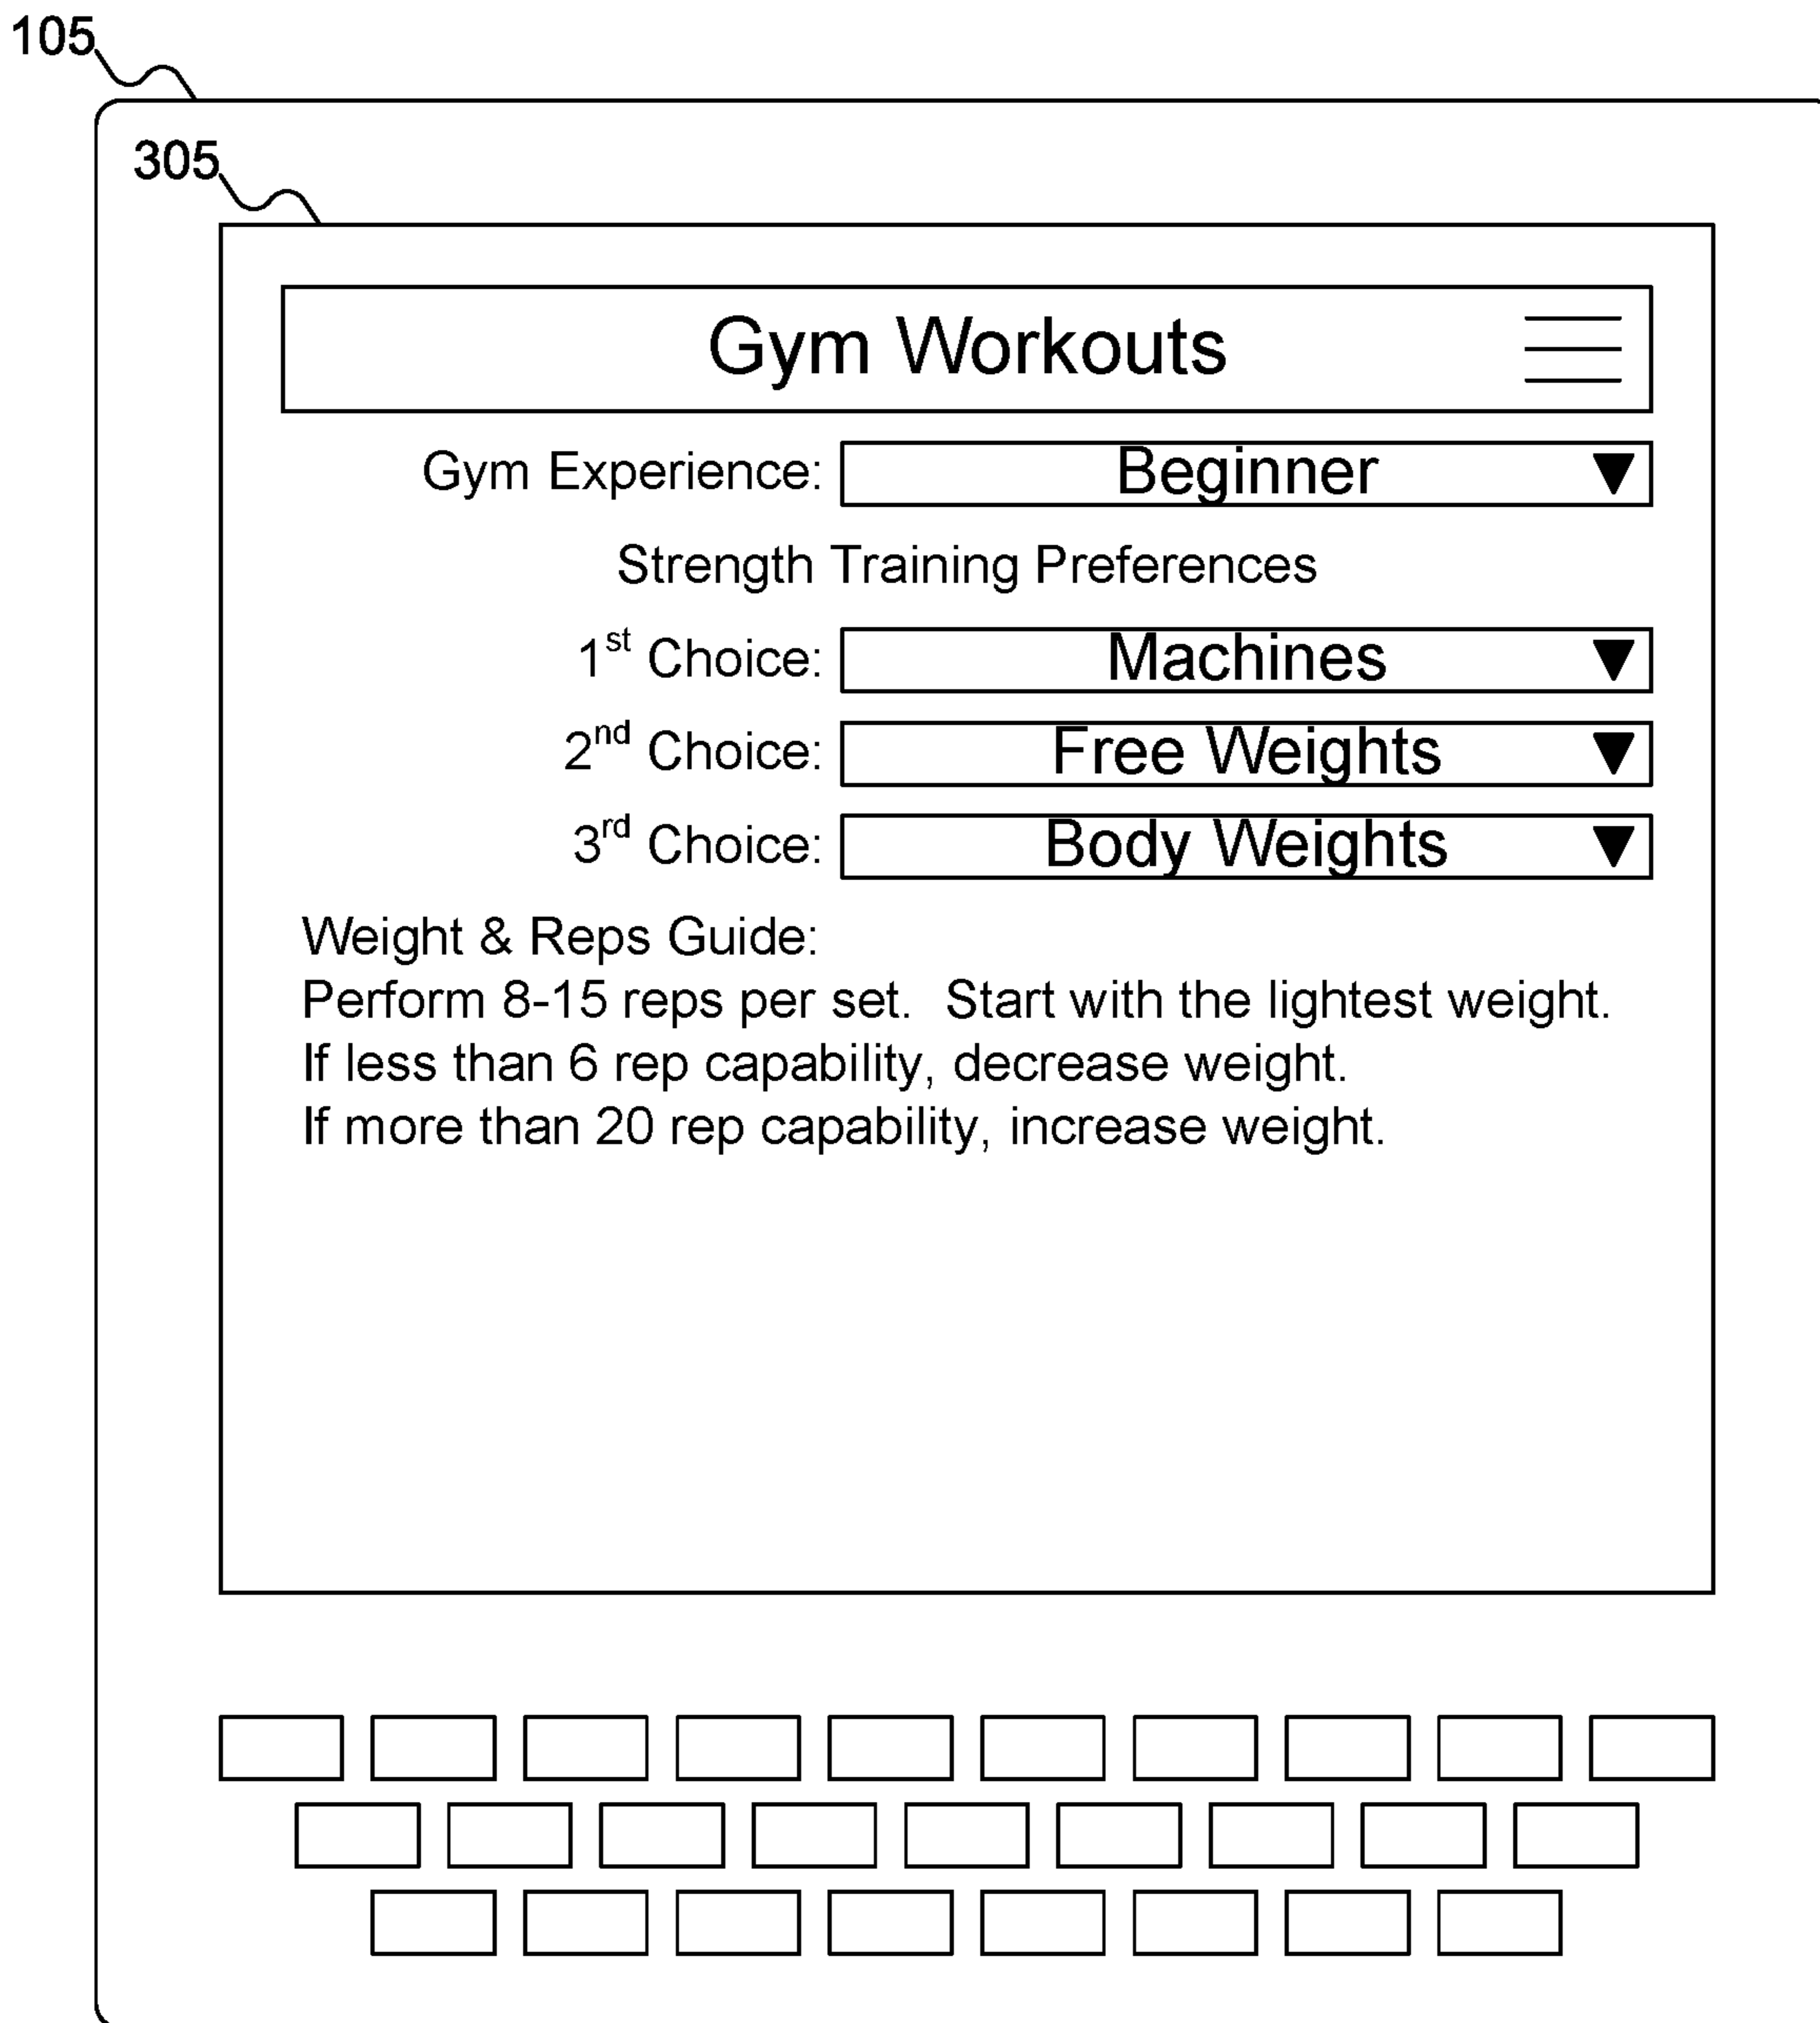 105
305
Gym Workouts
Gym Experience: Beginner
Strength Training Preferences
1st Choice: Machines
2nd Choice: Free Weights
3rd Choice: Body Weights
Weight & Reps Guide:
Perform 8-15 reps per set.  Start with the lightest weight.
If less than 6 rep capability, decrease weight.
If more than 20 rep capability, increase weight.